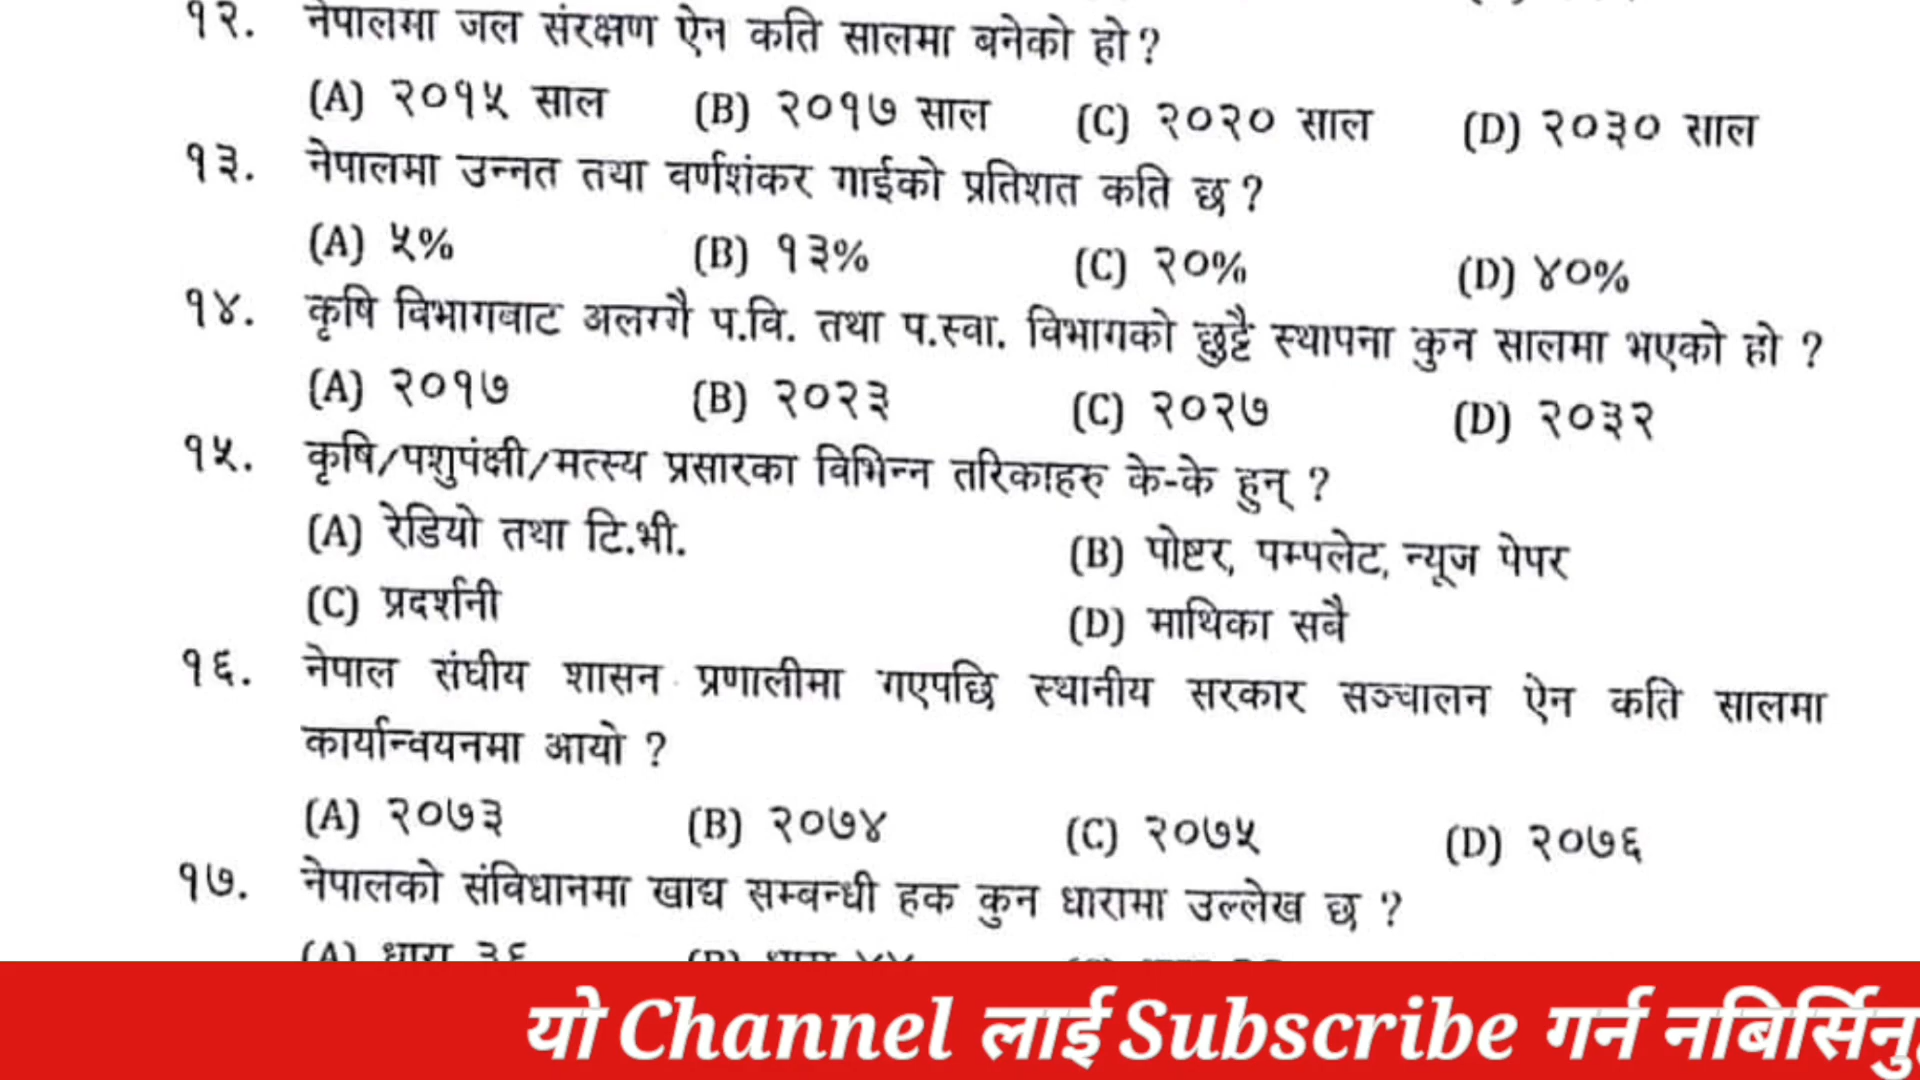 १२. नेपालमा जल संरक्षण ऐन कति सालमा बनेको हो ?
(A) २०१५ साल (B) २०१७ साल (C) २०२० साल (D) २०३० साल
१३. नेपालमा उन्नत तथा वर्णशंकर गाईको प्रतिशत कति छ ?
(A) ५% (B) १३% (C) २०% (D) ४०%
१४. कृषि विभागबाट अलग्गै प.वि. तथा प.स्वा. विभागको छुट्टै स्थापना कुन सालमा भएको हो ?
(A) २०१७ (B) २०२३ (C) २०२७ (D) २०३२
१५. कृषि/पशुपंक्षी/मत्स्य प्रसारका विभिन्न तरिकाहरु के-के हुन् ?
(A) रेडियो तथा टि.भी. (B) पोष्टर, पम्पलेट, न्यूज पेपर
(C) प्रदर्शनी (D) माथिका सबै
१६. नेपाल संघीय शासन प्रणालीमा गएपछि स्थानीय सरकार सञ्चालन ऐन कति सालमा
कार्यान्वयनमा आयो ?
(A) २०७३ (B) २०७४ (C) २०७५ (D) २०७६
१७. नेपालको संविधानमा खाद्य सम्बन्धी हक कुन धारामा उल्लेख छ ?
(A) धारा ३६ (B) धारा ४४
यो Channel लाई Subscribe गर्न नबिर्सिनु